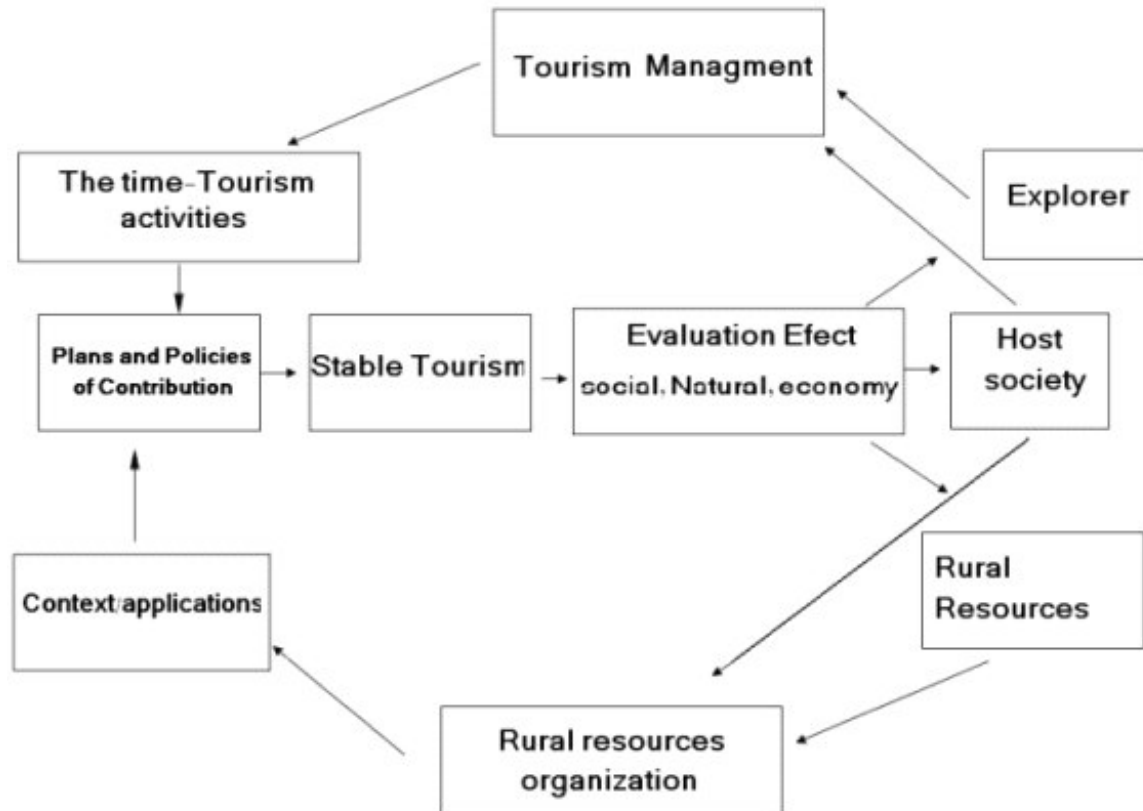 Tourism Managment
The time-Tourism
activities
Explorer
Plans and Policies
of Contribution
Stable Tourism
Evaluation Efect
social, Natural, economy
Host
society
Context/applications
Rural
Resources
Rural resources
organization